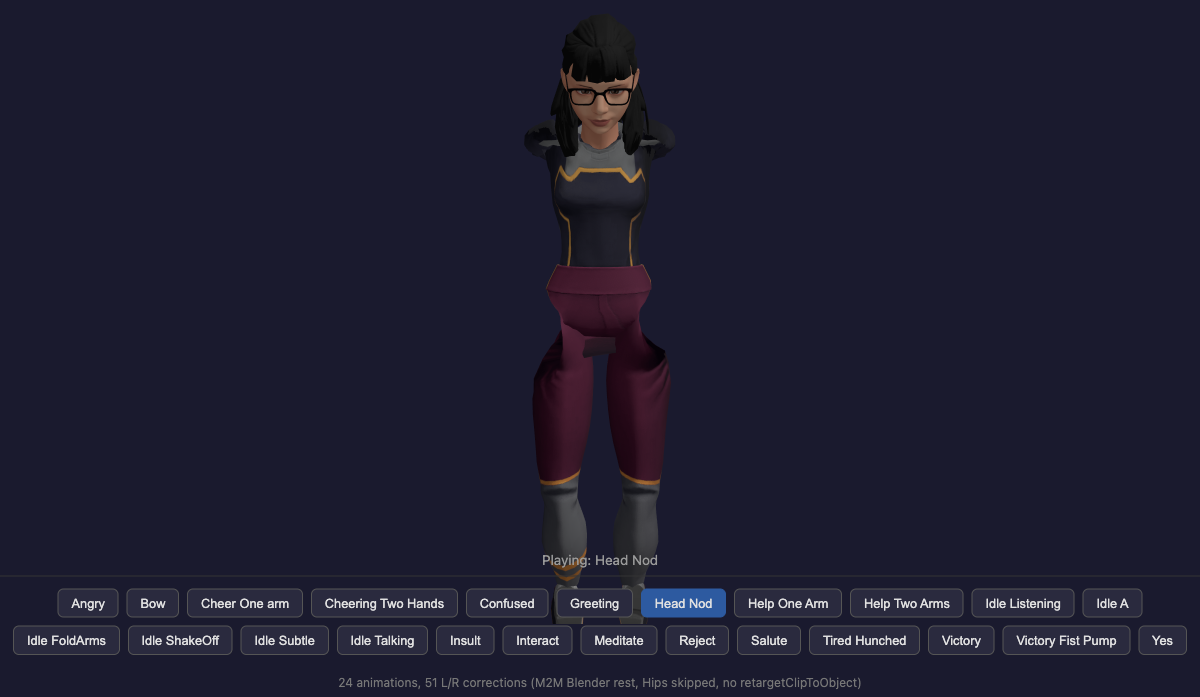 Playing: Head Nod
Angry Bow Cheer One arm Cheering Two Hands Confused Greeting Head Nod Help One Arm Help Two Arms Idle Listening Idle A
Idle FoldArms Idle ShakeOff Idle Subtle Idle Talking Insult Interact Meditate Reject Salute Tired Hunched Victory Victory Fist Pump Yes
24 animations, 51 L/R corrections (M2M Blender rest, Hips skipped, no retargetClipToObject)